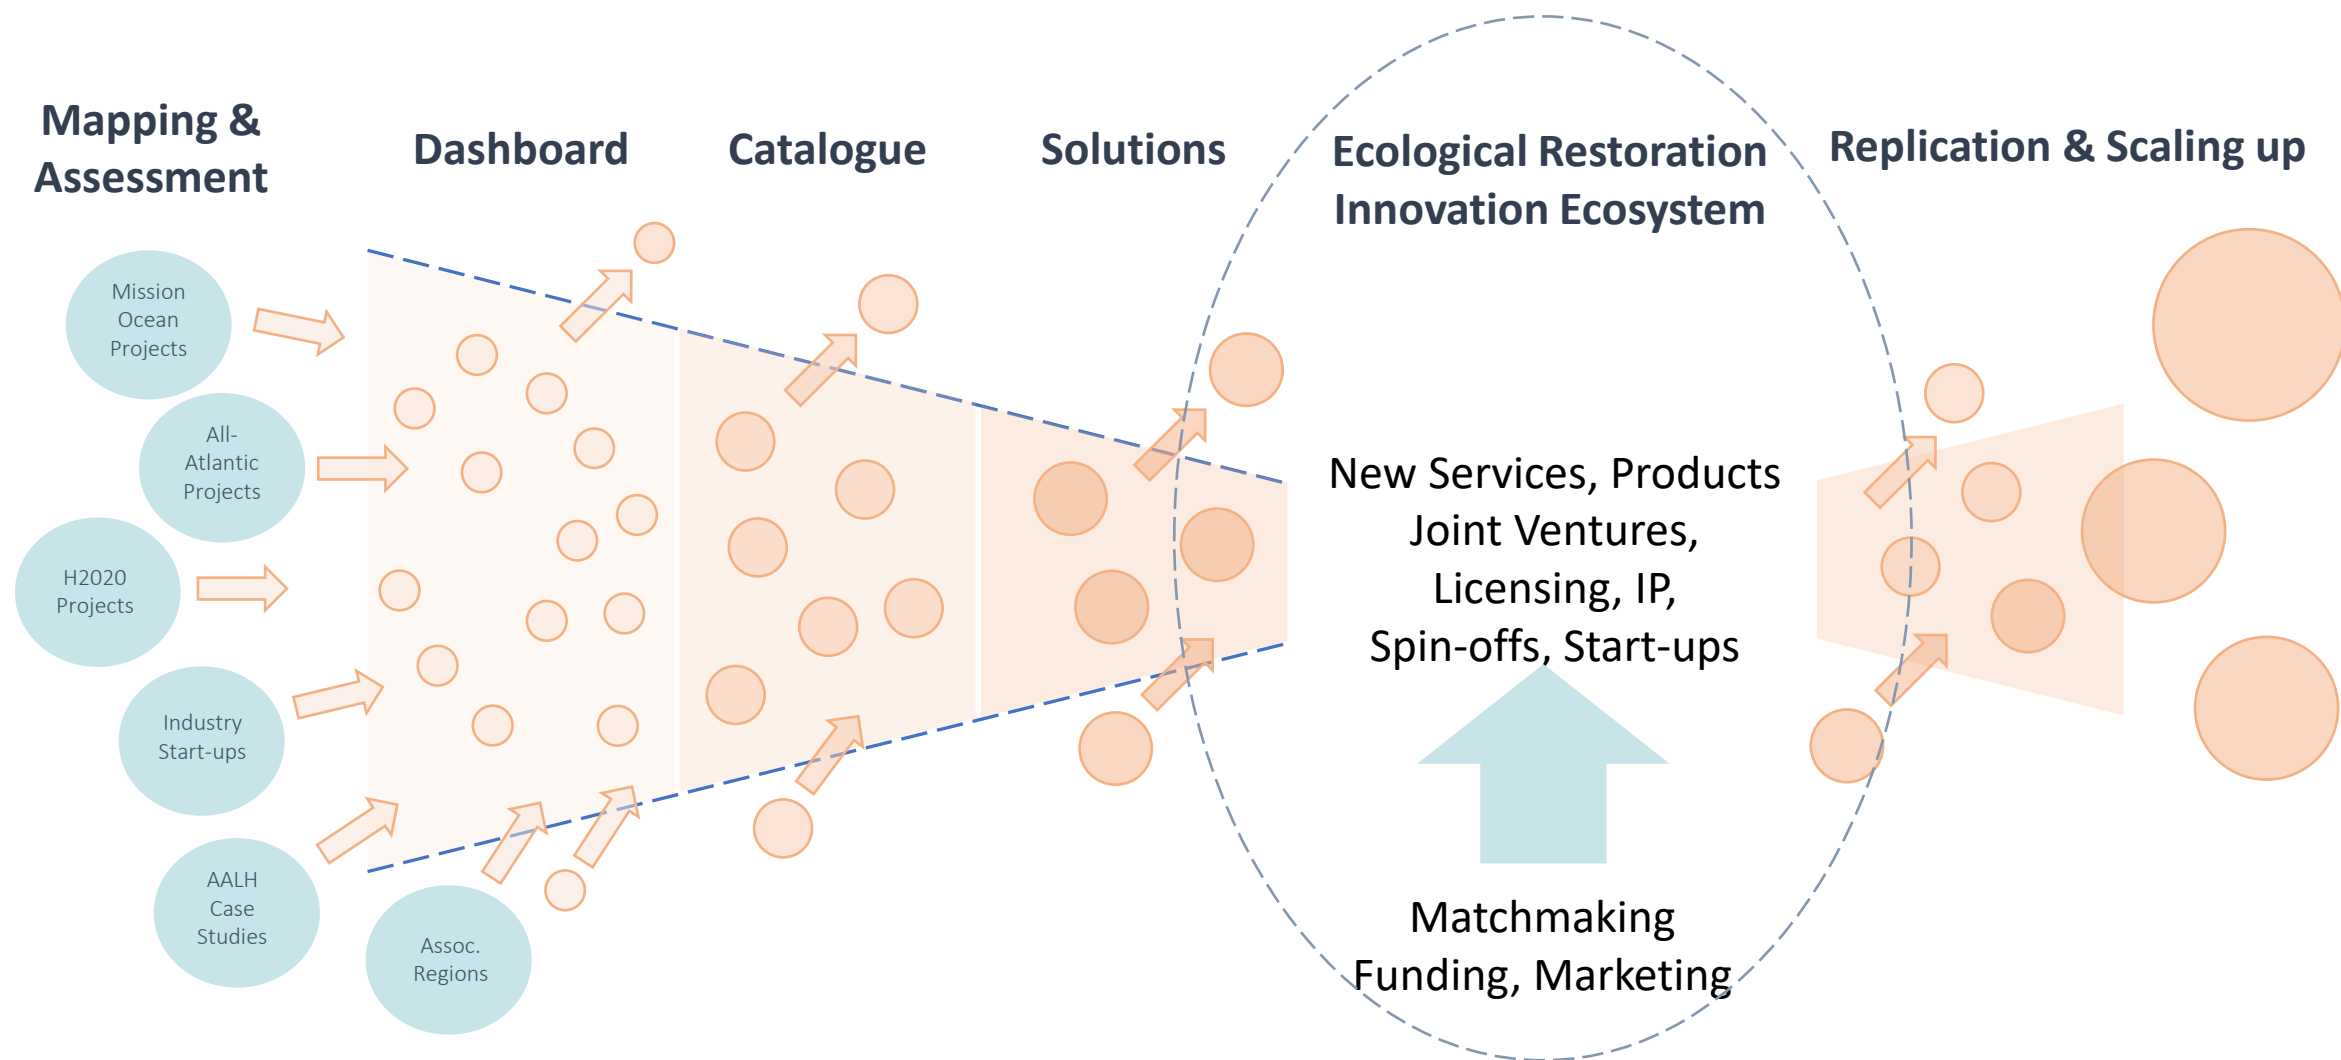 Mapping &
Assessment
Dashboard
Catalogue
Solutions
Ecological Restoration
Innovation Ecosystem
Replication & Scaling up
Mission
Ocean
Projects
All-
Atlantic
Projects
H2020
Projects
Industry
Start-ups
AALH
Case
Studies
Assoc.
Regions
New Services, Products
Joint Ventures,
Licensing, IP,
Spin-offs, Start-ups
Matchmaking
Funding, Marketing